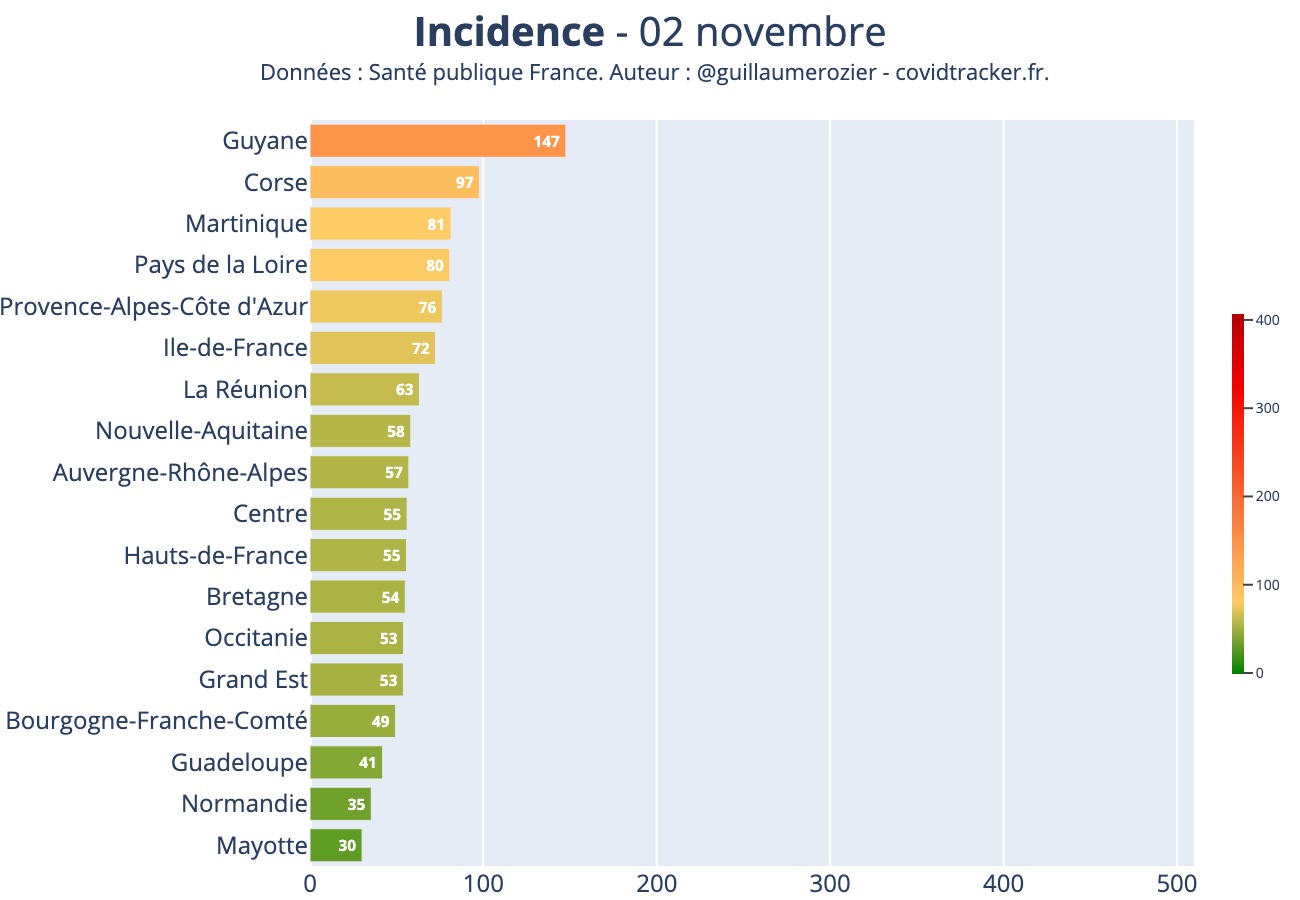 Incidence - 02 novembre
Données : Santé publique France. Auteur : @guillaumerozier - covidtracker.fr.
Guyane 147
Corse 97
Martinique 81
Pays de la Loire 80
Provence-Alpes-Côte d'Azur 76
Ile-de-France 72
La Réunion 63
Nouvelle-Aquitaine 58
Auvergne-Rhône-Alpes 57
Centre 55
Hauts-de-France 55
Bretagne 54
Occitanie 53
Grand Est 53
Bourgogne-Franche-Comté 49
Guadeloupe 41
Normandie 35
Mayotte 30
0 100 200 300 400 500
400
300
200
100
0